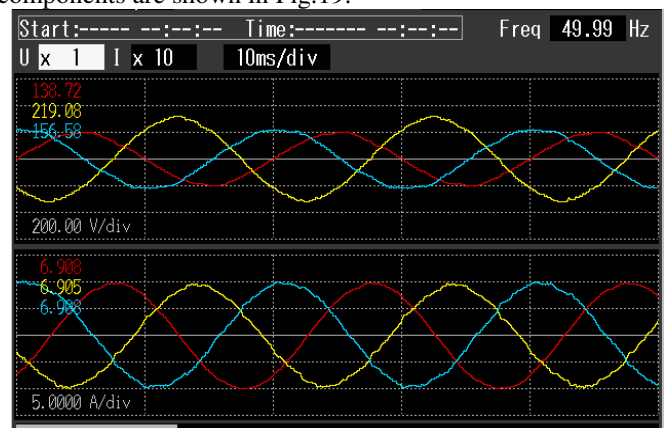 components are shown in Fig.19.
Start:----- --:--:-- Time:------- --:--:-- Freq 49.99 Hz
U x 1 I x 10 10ms/div
138.72
219.08
156.58
200.00 V/div
6.908
6.905
6.988
5.0000 A/div